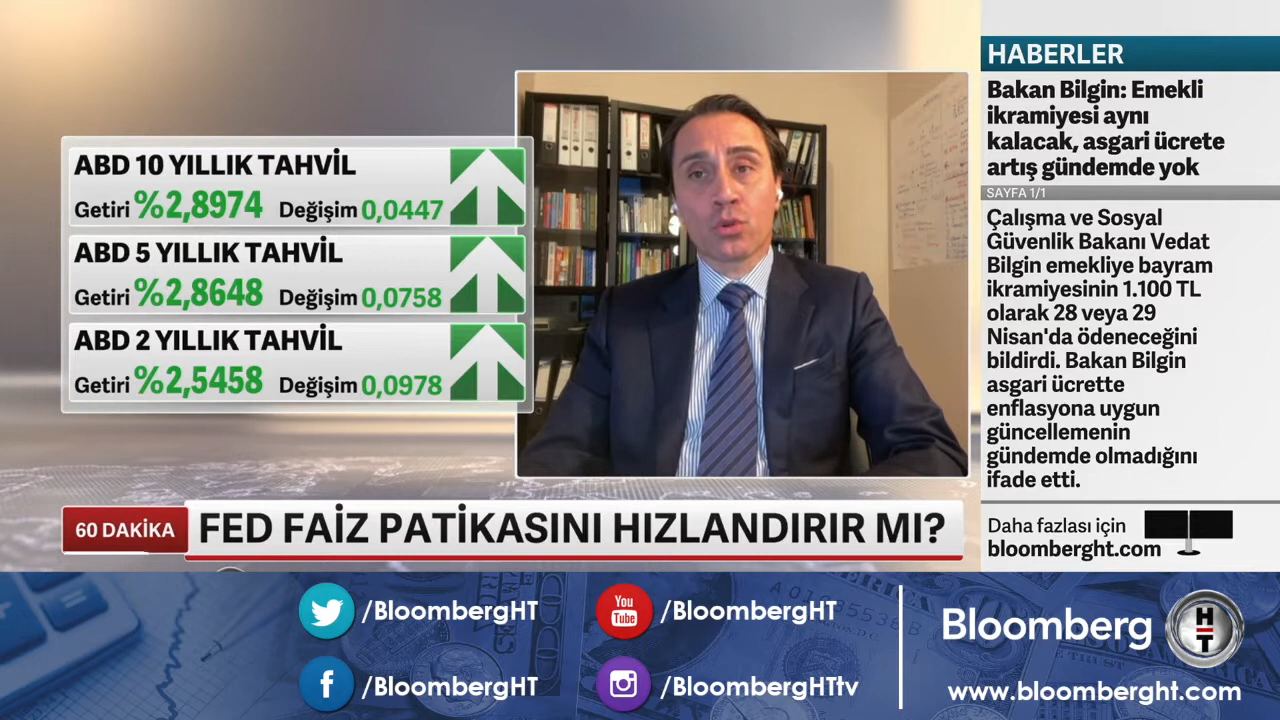 ABD 10 YILLIK TAHVİL
Getiri %2,8974 Değişim 0,0447
ABD 5 YILLIK TAHVİL
Getiri %2,8648 Değişim 0,0758
ABD 2 YILLIK TAHVİL
Getiri %2,5458 Değişim 0,0978
60 DAKİKA
FED FAİZ PATİKASINI HIZLANDIRIR MI?
HABERLER
Bakan Bilgin: Emekli
ikramiyesi aynı
kalacak, asgari ücrete
artış gündemde yok
SAYFA 1/1
Çalışma ve Sosyal
Güvenlik Bakanı Vedat
Bilgin emekliye bayram
ikramiyesinin 1.100 TL
olarak 28 veya 29
Nisan'da ödeneceğini
bildirdi. Bakan Bilgin
asgari ücrette
enflasyona uygun
güncellemenin
gündemde olmadığını
ifade etti.
Daha fazlası için
bloomberght.com
/BloombergHT
You Tube /BloombergHT
/BloombergHT
/BloombergHTtv
Bloomberg HT
www.bloomberght.com